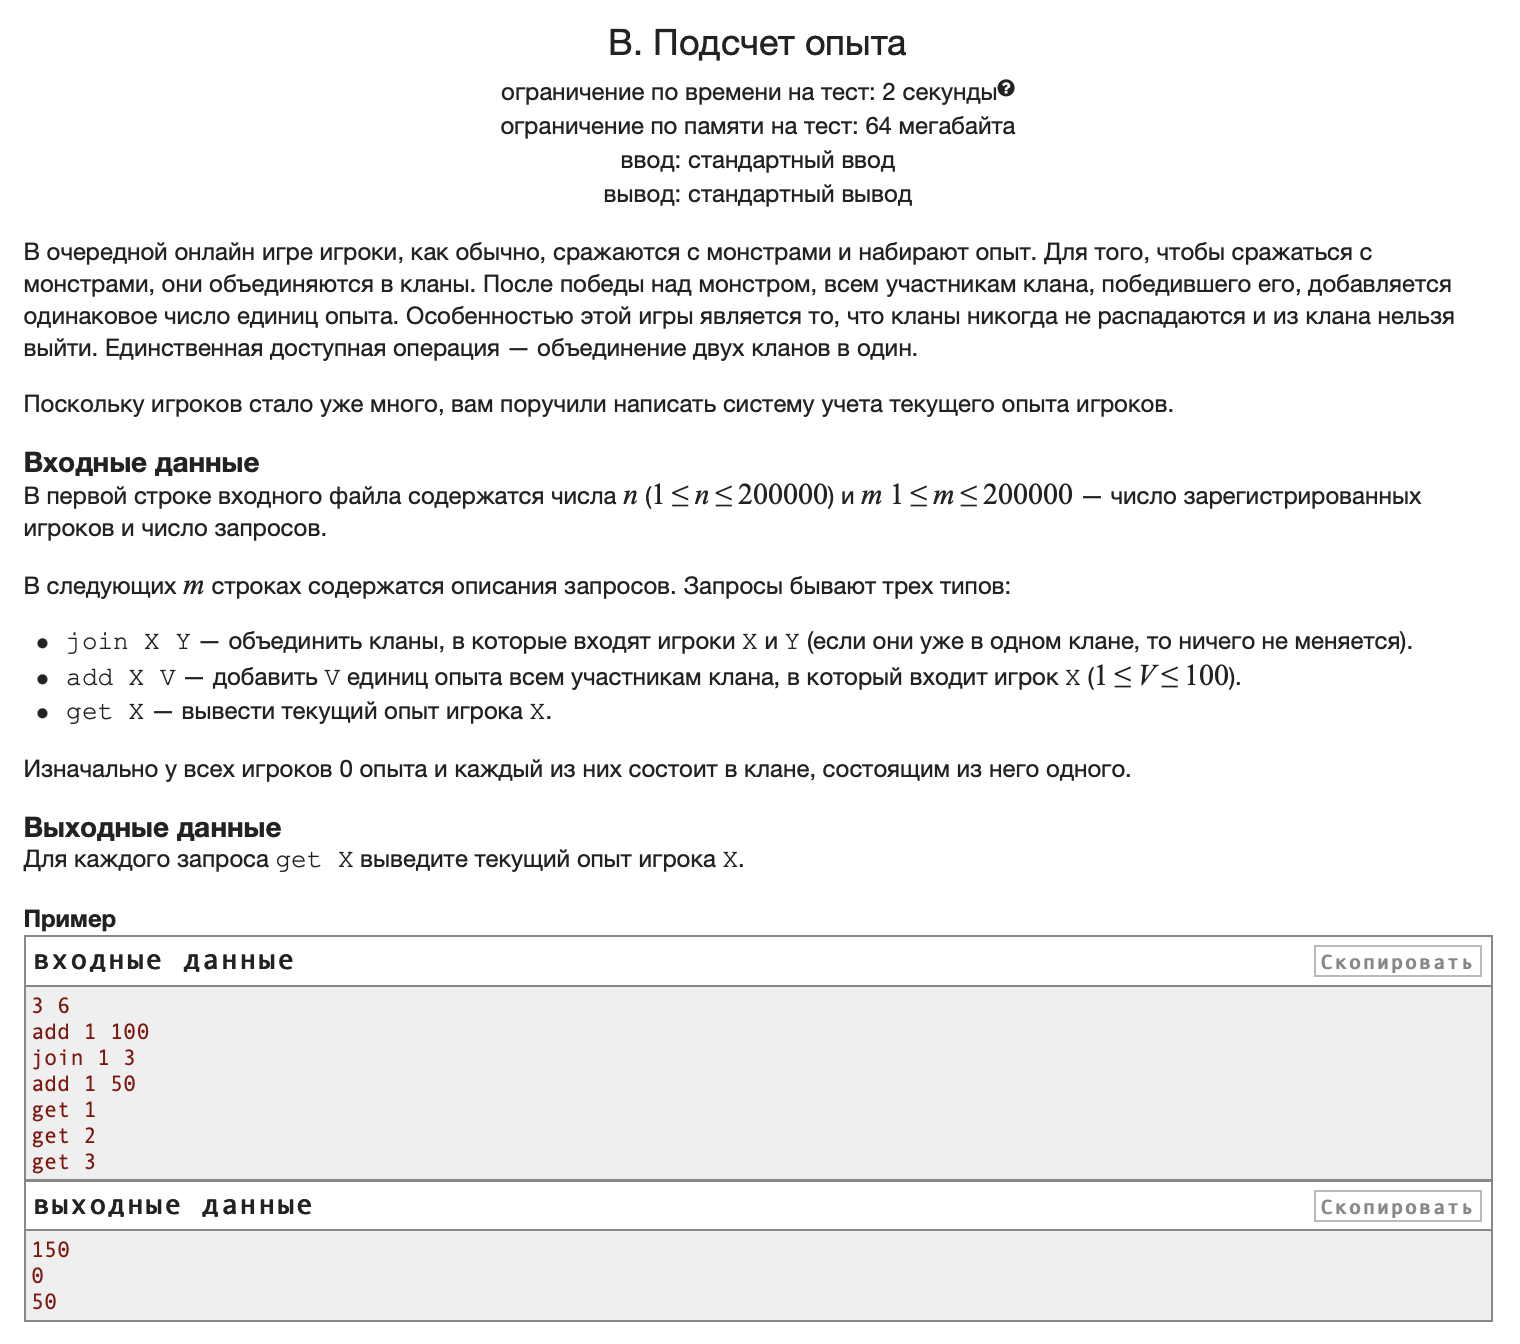 В. Подсчет опыта
ограничение по времени на тест: 2 секунды?
ограничение по памяти на тест: 64 мегабайта
ввод: стандартный ввод
вывод: стандартный вывод
В очередной онлайн игре игроки, как обычно, сражаются с монстрами и набирают опыт. Для того, чтобы сражаться с
монстрами, они объединяются в кланы. После победы над монстром, всем участникам клана, победившего его, добавляется
одинаковое число единиц опыта. Особенностью этой игры является то, что кланы никогда не распадаются и из клана нельзя
выйти. Единственная доступная операция — объединение двух кланов в один.
Поскольку игроков стало уже много, вам поручили написать систему учета текущего опыта игроков.
Входные данные
В первой строке входного файла содержатся числа n (1 ≤ n ≤ 200000) и m 1 ≤ m ≤ 200000 — число зарегистрированных
игроков и число запросов.
В следующих m строках содержатся описания запросов. Запросы бывают трех типов:
• join X Y — объединить кланы, в которые входят игроки X и Y (если они уже в одном клане, то ничего не меняется).
• add X V — добавить V единиц опыта всем участникам клана, в который входит игрок X (1 ≤ V ≤ 100).
• get X — вывести текущий опыт игрока X.
Изначально у всех игроков 0 опыта и каждый из них состоит в клане, состоящим из него одного.
Выходные данные
Для каждого запроса get X выведите текущий опыт игрока X.
Пример
входные данные Скопировать
3 6
add 1 100
join 1 3
add 1 50
get 1
get 2
get 3
выходные данные Скопировать
150
0
50